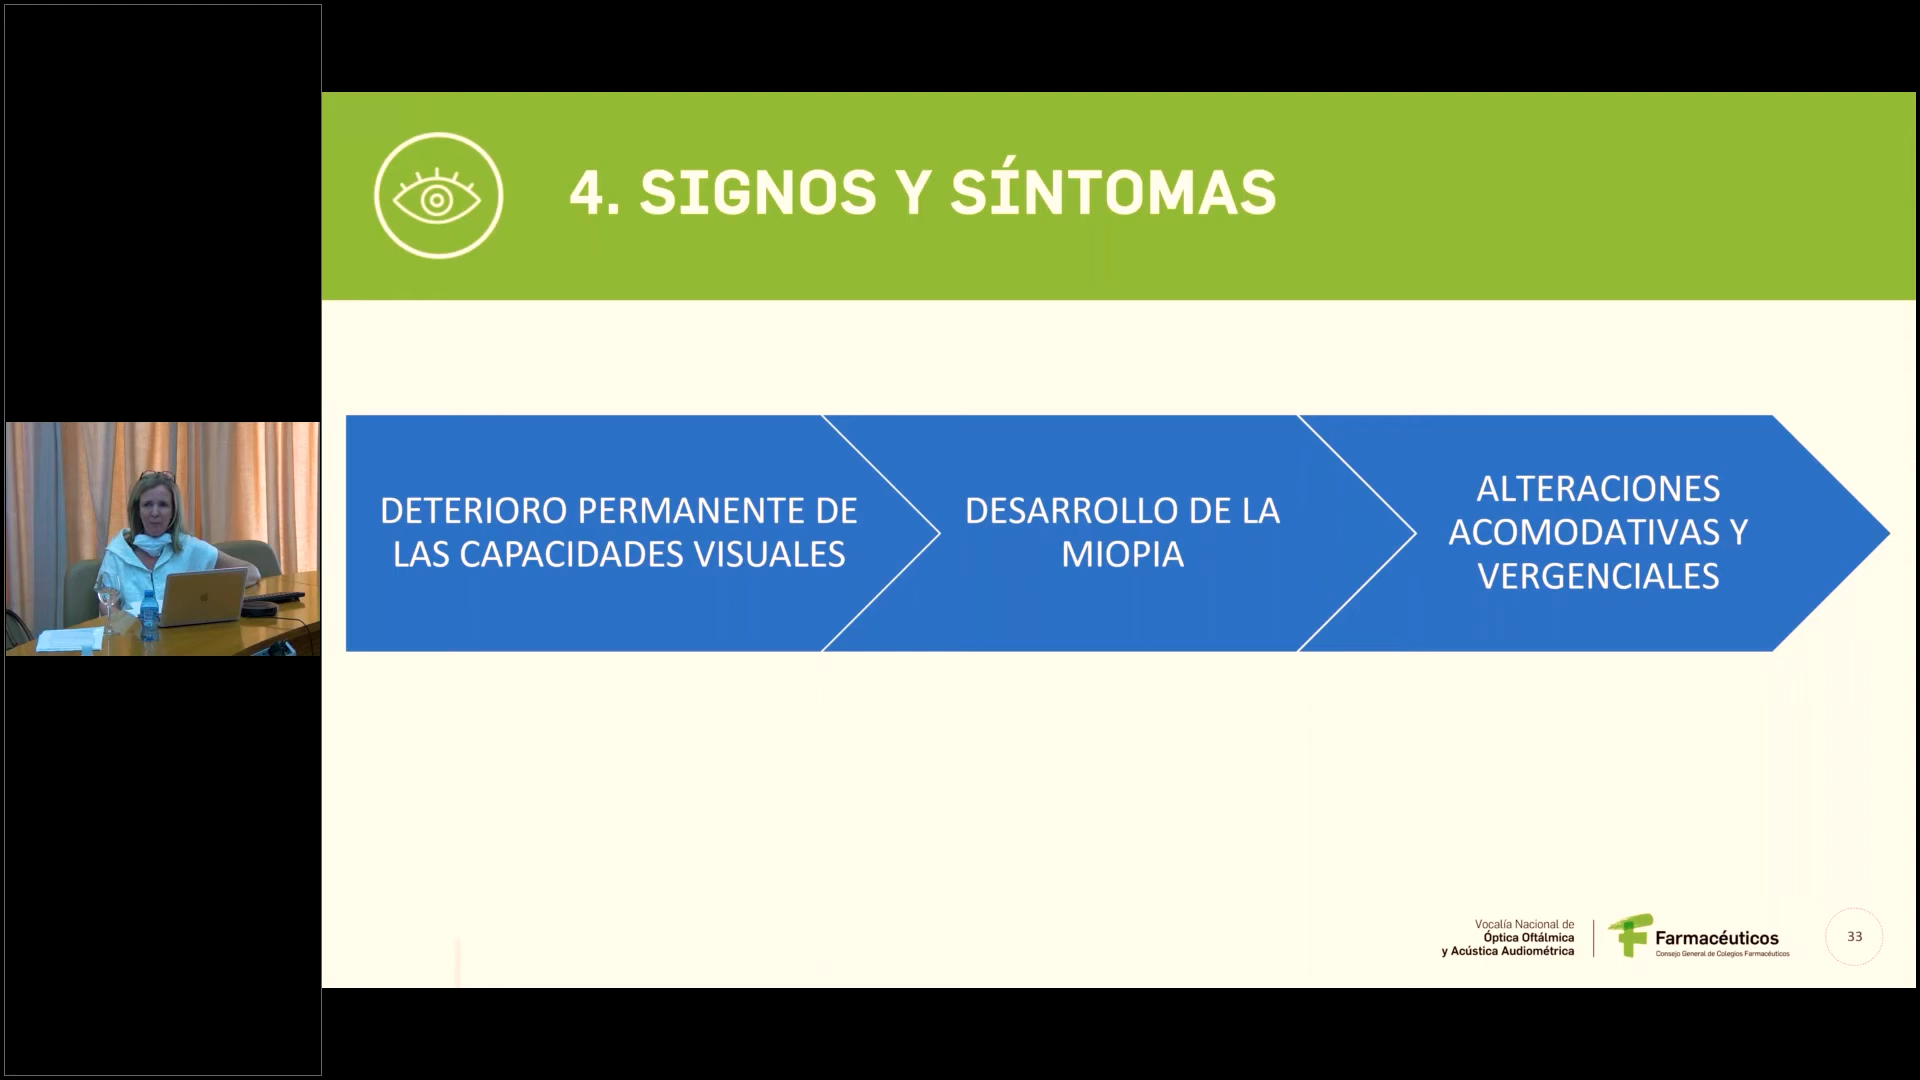 4. SIGNOS Y SÍNTOMAS
DETERIORO PERMANENTE DE
LAS CAPACIDADES VISUALES
DESARROLLO DE LA
MIOPIA
ALTERACIONES
ACOMODATIVAS Y
VERGENCIALES
Vocalía Nacional de
Óptica Oftálmica
y Acústica Audiométrica
Farmacéuticos
Consejo General de Colegios Farmacéuticos
33